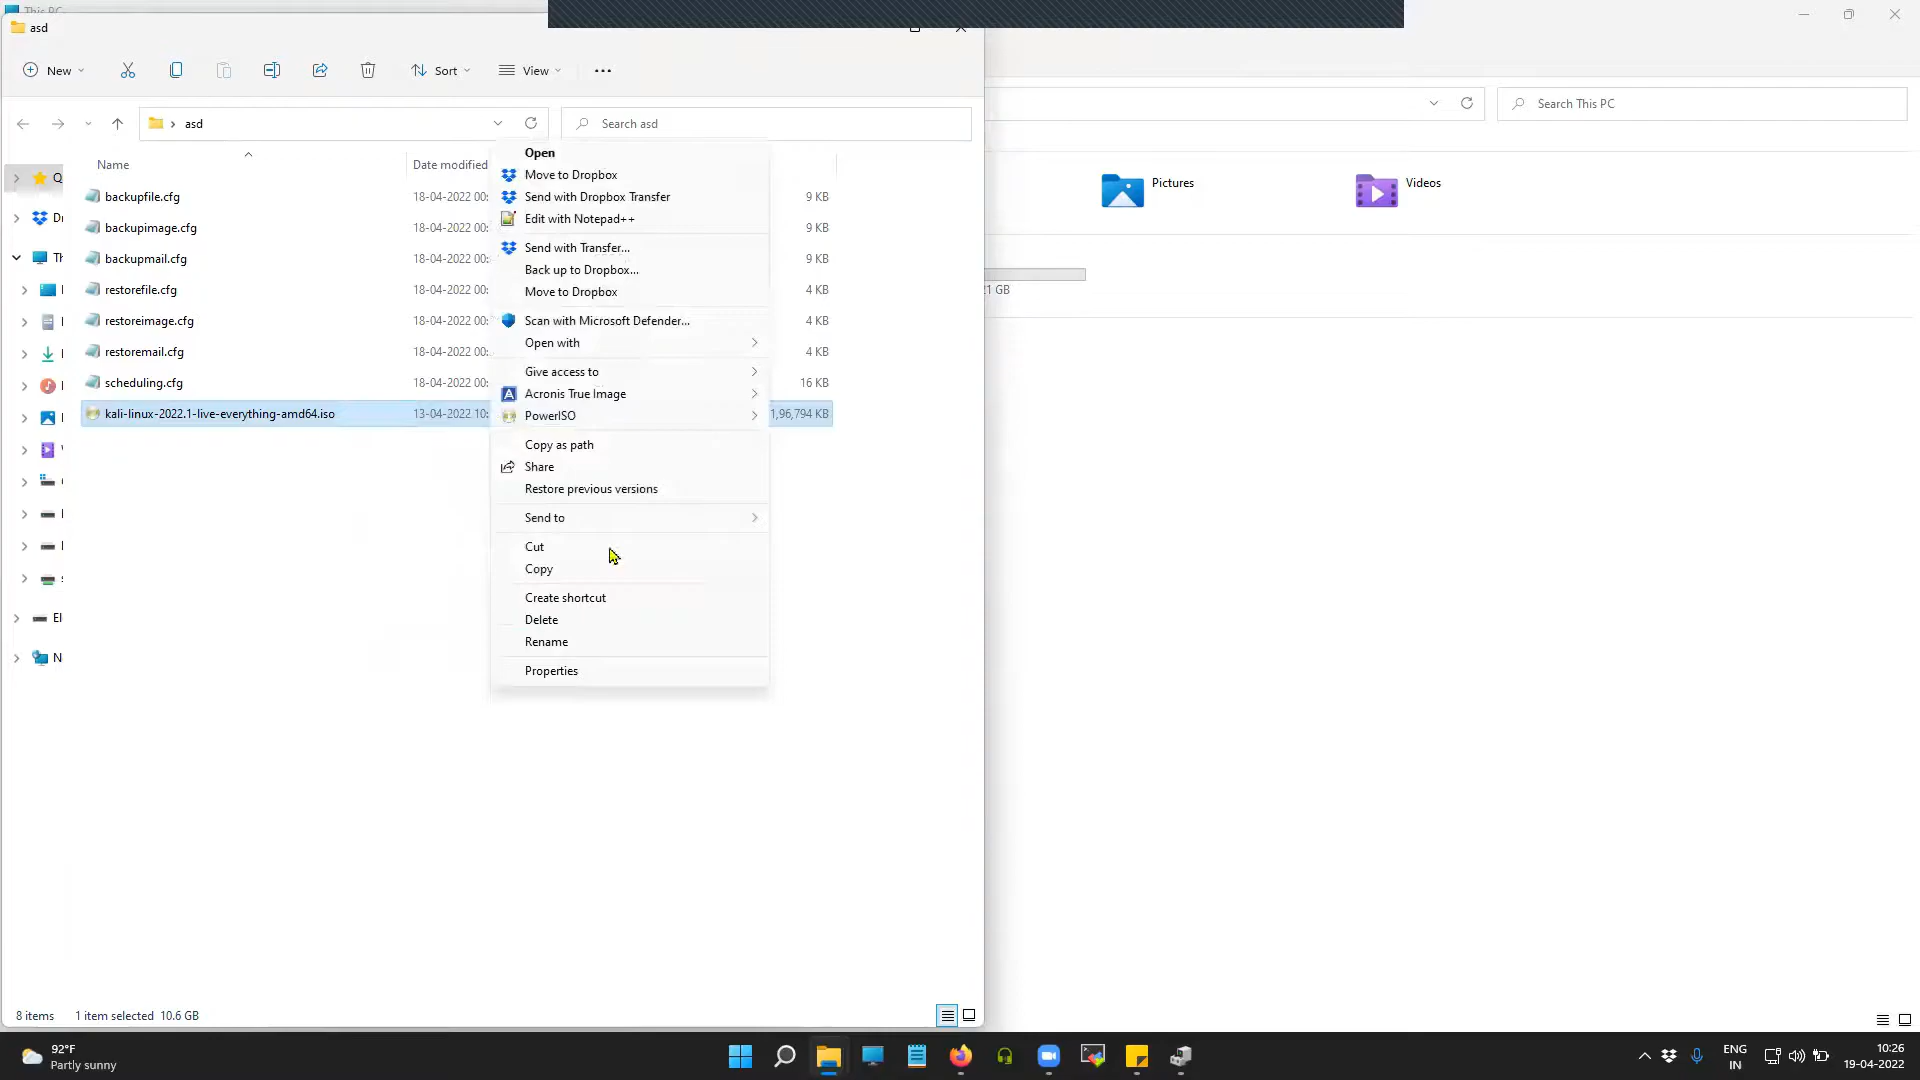 asd
New
Sort
View
asd
Search asd
Search This PC
Name
Date modified
backupfile.cfg 18-04-2022 00: 9 KB
backupimage.cfg 18-04-2022 00: 9 KB
backupmail.cfg 18-04-2022 00: 9 KB
restorefile.cfg 18-04-2022 00: 4 KB
restoreimage.cfg 18-04-2022 00: 4 KB
restoremail.cfg 18-04-2022 00: 4 KB
scheduling.cfg 18-04-2022 00: 16 KB
kali-linux-2022.1-live-everything-amd64.iso 13-04-2022 10: 1,96,794 KB
Open
Move to Dropbox
Send with Dropbox Transfer
Edit with Notepad++
Send with Transfer...
Back up to Dropbox...
Move to Dropbox
Scan with Microsoft Defender...
Open with
Give access to
Acronis True Image
PowerISO
Copy as path
Share
Restore previous versions
Send to
Cut
Copy
Create shortcut
Delete
Rename
Properties
Pictures
Videos
GB
8 items 1 item selected 10.6 GB
92°F
Partly sunny
ENG
IN
10:26
19-04-2022